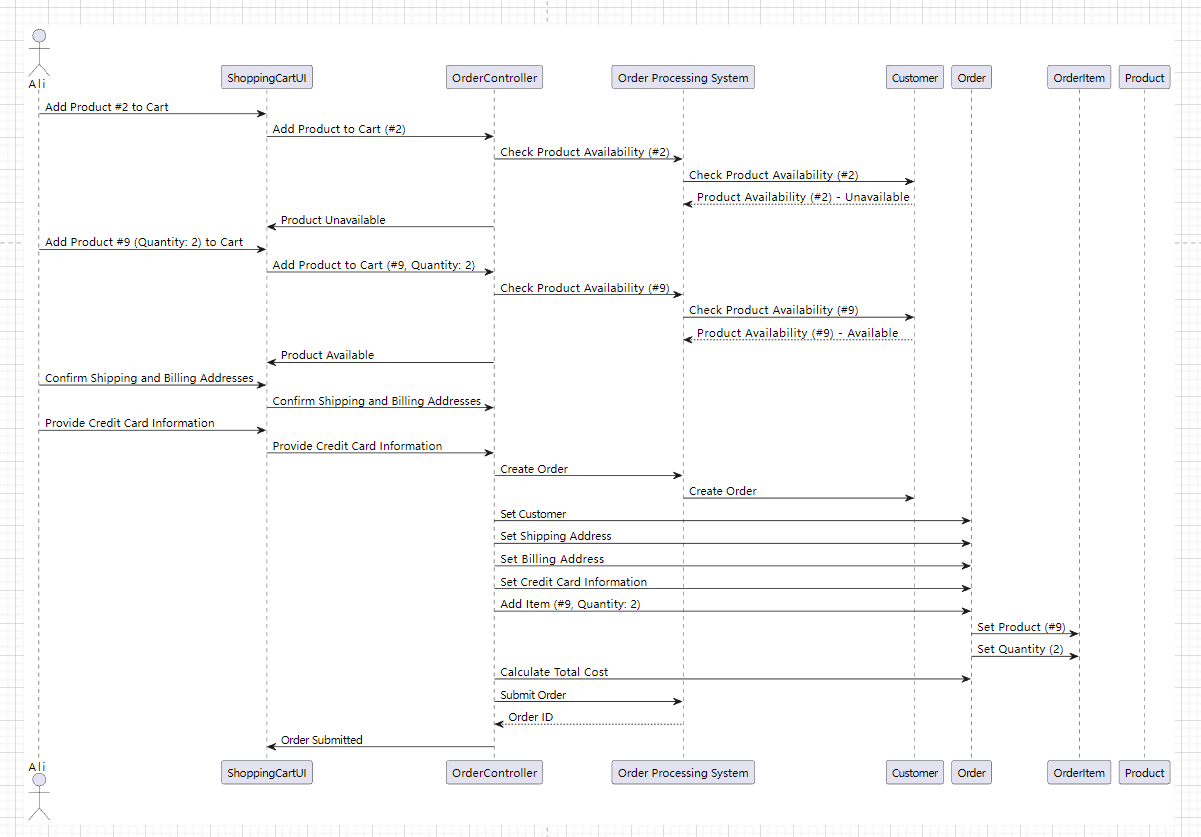 Ali
ShoppingCartUI
OrderController
Order Processing System
Customer
Order
OrderItem
Product
Add Product #2 to Cart
Add Product to Cart (#2)
Check Product Availability (#2)
Check Product Availability (#2)
Product Availability (#2) - Unavailable
Product Unavailable
Add Product #9 (Quantity: 2) to Cart
Add Product to Cart (#9, Quantity: 2)
Check Product Availability (#9)
Check Product Availability (#9)
Product Availability (#9) - Available
Product Available
Confirm Shipping and Billing Addresses
Confirm Shipping and Billing Addresses
Provide Credit Card Information
Provide Credit Card Information
Create Order
Create Order
Set Customer
Set Shipping Address
Set Billing Address
Set Credit Card Information
Add Item (#9, Quantity: 2)
Set Product (#9)
Set Quantity (2)
Calculate Total Cost
Submit Order
Order ID
Order Submitted
Ali
ShoppingCartUI
OrderController
Order Processing System
Customer
Order
OrderItem
Product